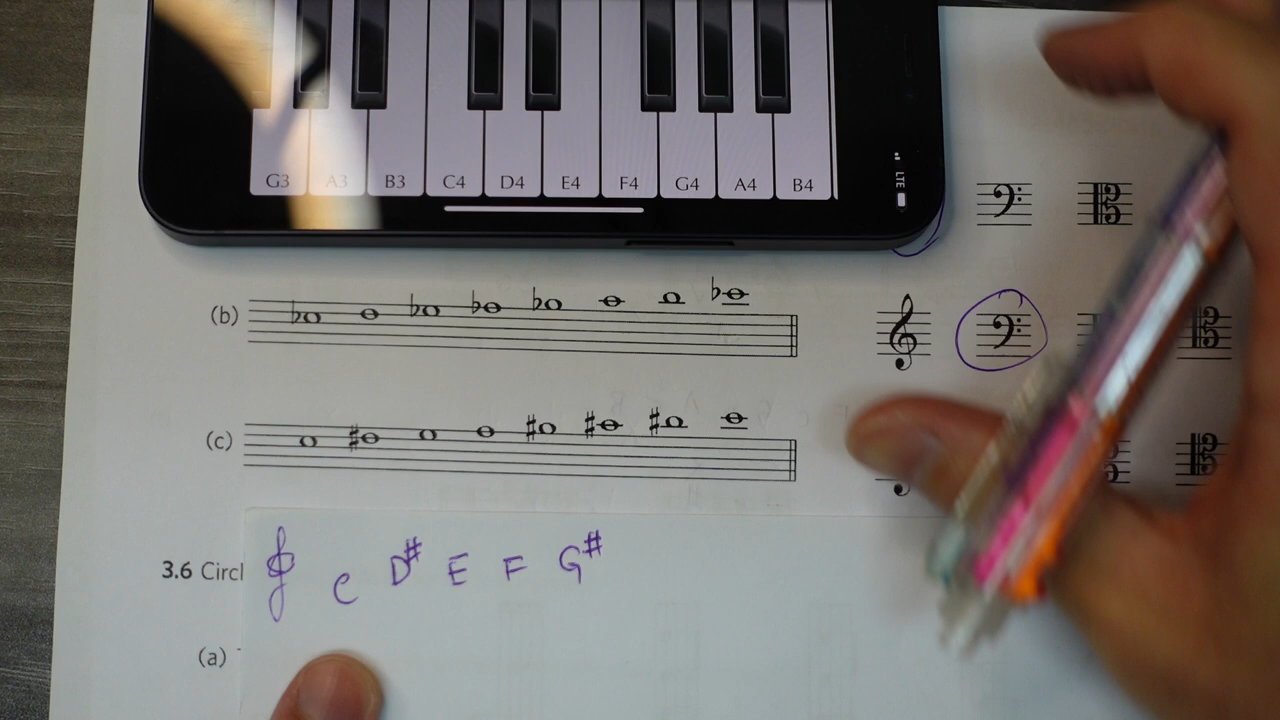 G3 A3 B3 C4 D4 E4 F4 G4 A4 B4
LTE
(b)
(c)
C D# E F G#
3.6 Circl
(a)